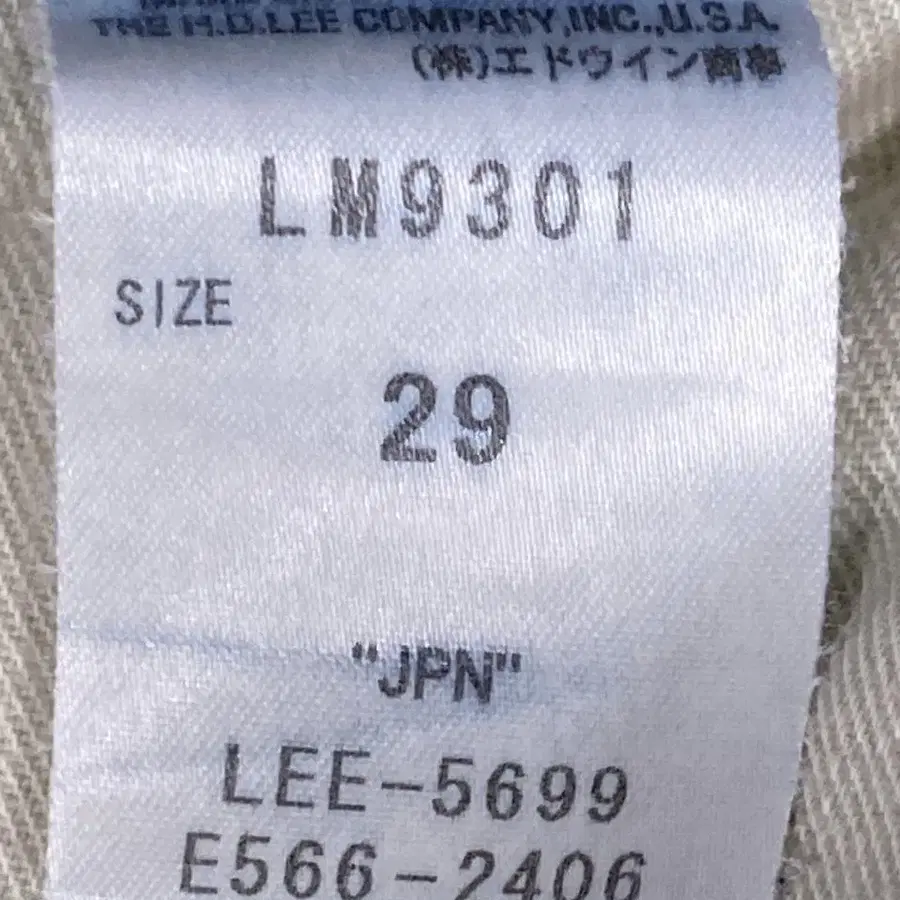 THE H.D.LEE COMPANY,INC.,U.S.A.
(株)エドウイン商事
LM9301
SIZE
29
"JPN"
LEE-5699
E566-2406